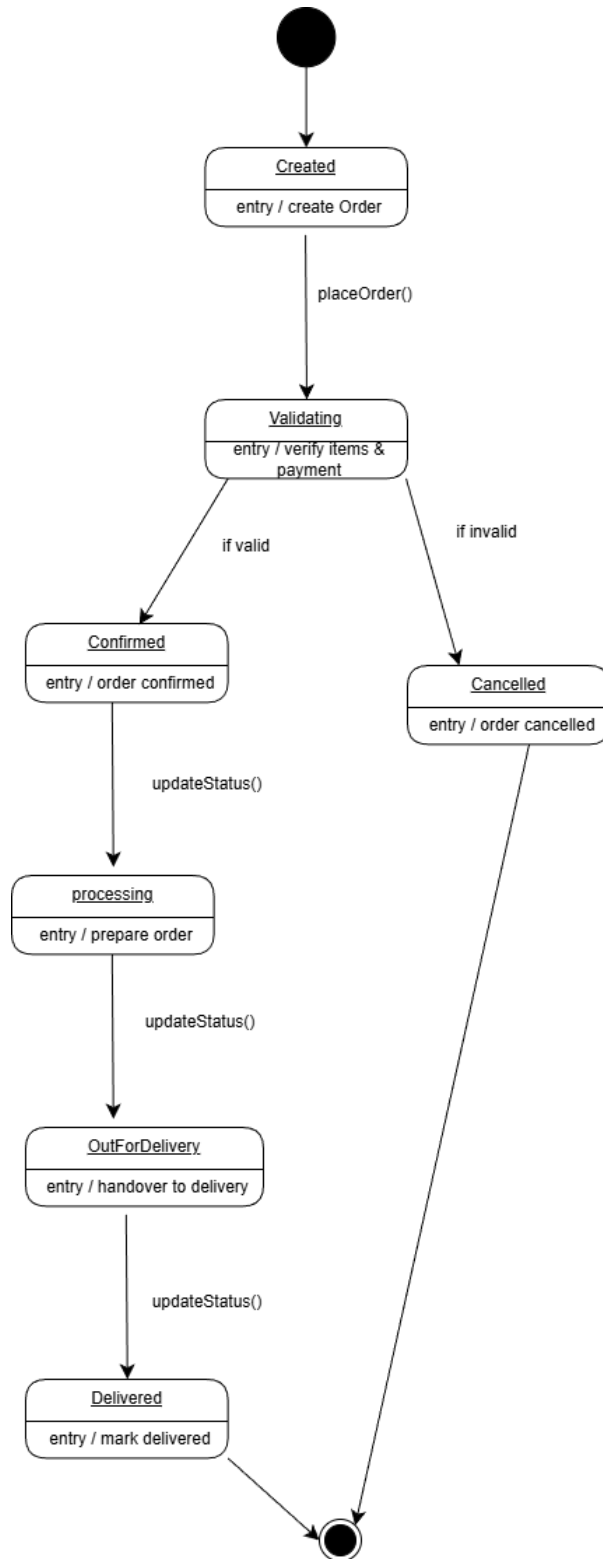 Created
entry / create Order
placeOrder()
Validating
entry / verify items &
payment
if valid
if invalid
Confirmed
entry / order confirmed
Cancelled
entry / order cancelled
updateStatus()
processing
entry / prepare order
updateStatus()
OutForDelivery
entry / handover to delivery
updateStatus()
Delivered
entry / mark delivered